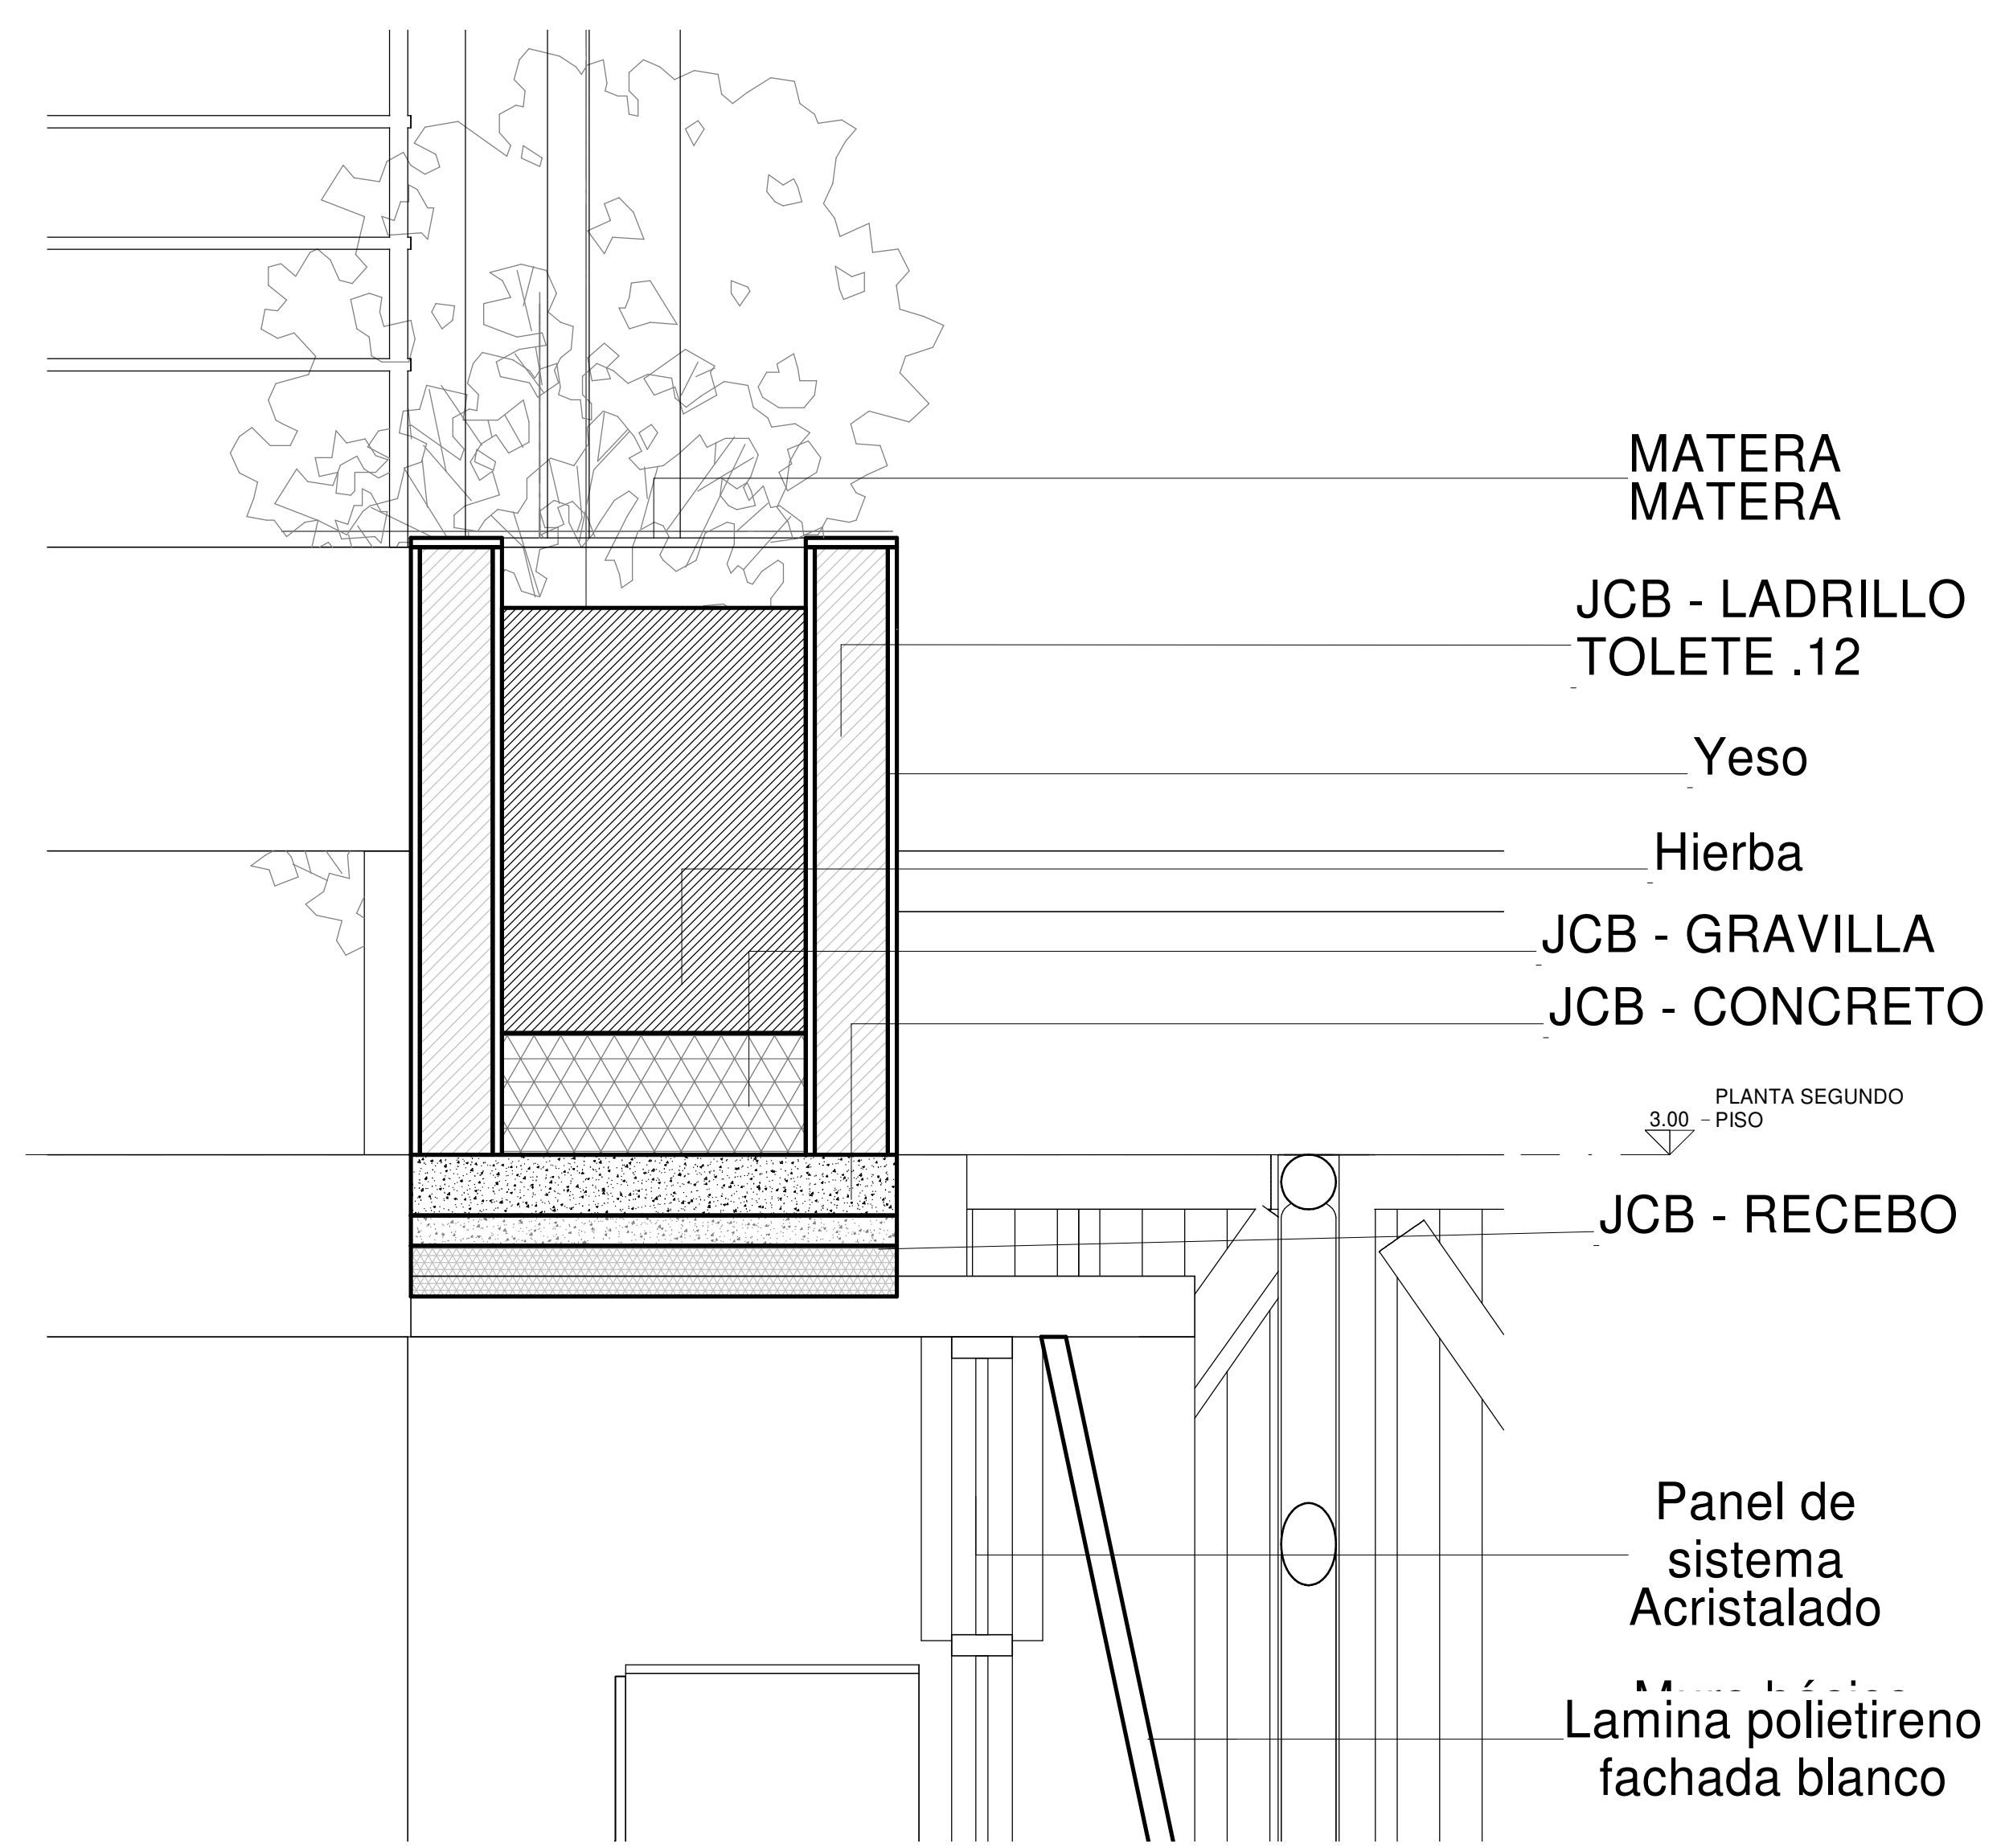 MATERA
MATERA
JCB - LADRILLO
TOLETE .12
Yeso
Hierba
JCB - GRAVILLA
JCB - CONCRETO
PLANTA SEGUNDO
3.00
PISO
JCB - RECEBO
Panel de
sistema
Acristalado
Lamina polietireno
fachada blanco